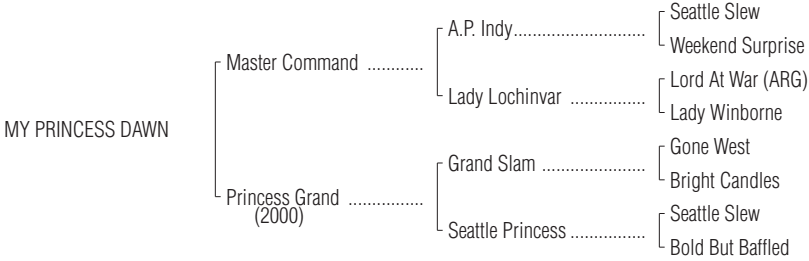 Seattle Slew
A.P. Indy............................
Weekend Surprise
Master Command ............
Lord At War (ARG)
Lady Lochinvar ................
Lady Winborne
MY PRINCESS DAWN
Gone West
Grand Slam ......................
Bright Candles
Princess Grand ................
(2000)
Seattle Slew
Seattle Princess ................
Bold But Baffled